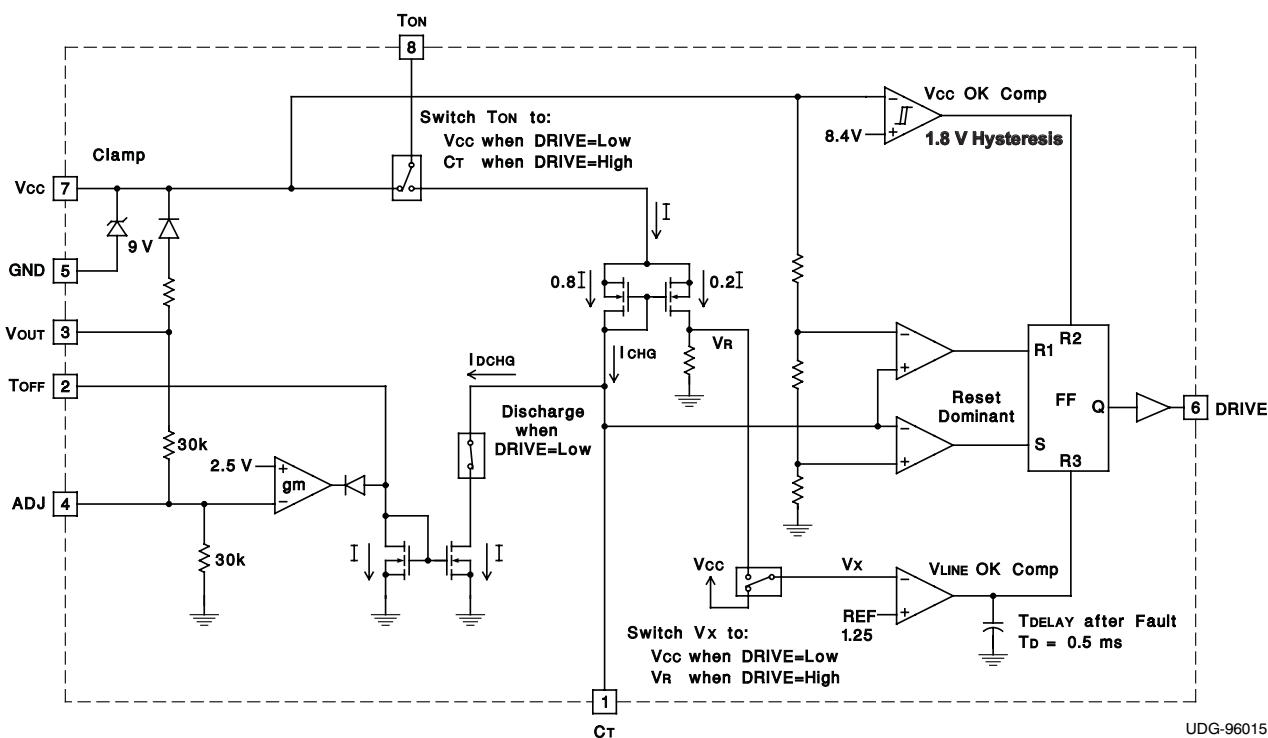 TON
8
Switch TON to:
VCC when DRIVE=Low
CT when DRIVE=High
VCC OK Comp
8.4V
1.8 V Hysteresis
Clamp
VCC 7
9 V
GND 5
VOUT 3
TOFF 2
ADJ 4
30k
30k
2.5 V
gm
+
−
I
I
I
0.8I
0.2I
ICHG
IDCHG
VR
Discharge
when
DRIVE=Low
Reset
Dominant
R1
R2
FF
Q
S
R3
6 DRIVE
VCC
VX
VLINE OK Comp
REF
1.25
Switch VX to:
VCC when DRIVE=Low
VR when DRIVE=High
TDELAY after Fault
TD = 0.5 ms
1
CT
UDG-96015